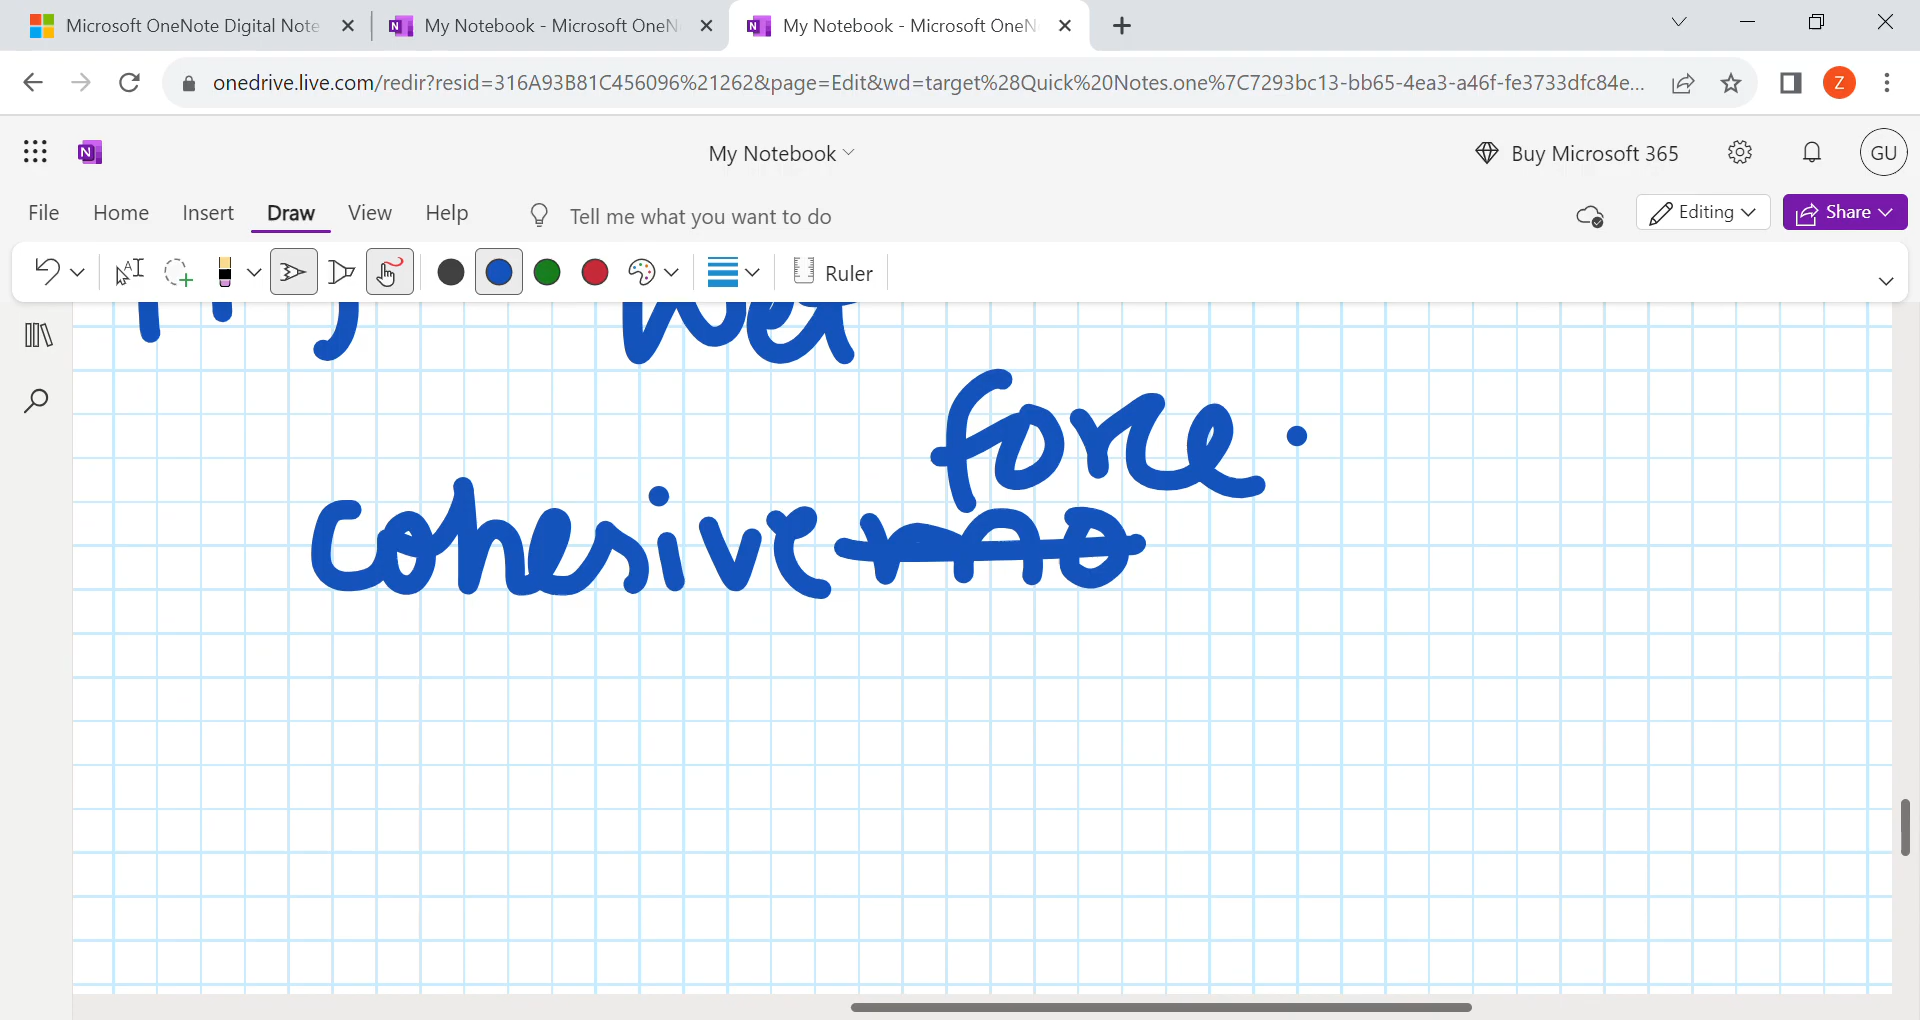 Microsoft OneNote Digital Note
My Notebook - Microsoft OneN
My Notebook - Microsoft OneN
onedrive.live.com/redir?resid=316A93B81C456096%21262&page=Edit&wd=target%28Quick%20Notes.one%7C7293bc13-bb65-4ea3-a46f-fe3733dfc84e...
Z
N
My Notebook
Buy Microsoft 365
GU
File Home Insert Draw View Help
Tell me what you want to do
Editing
Share
Ruler
force.
cohesive